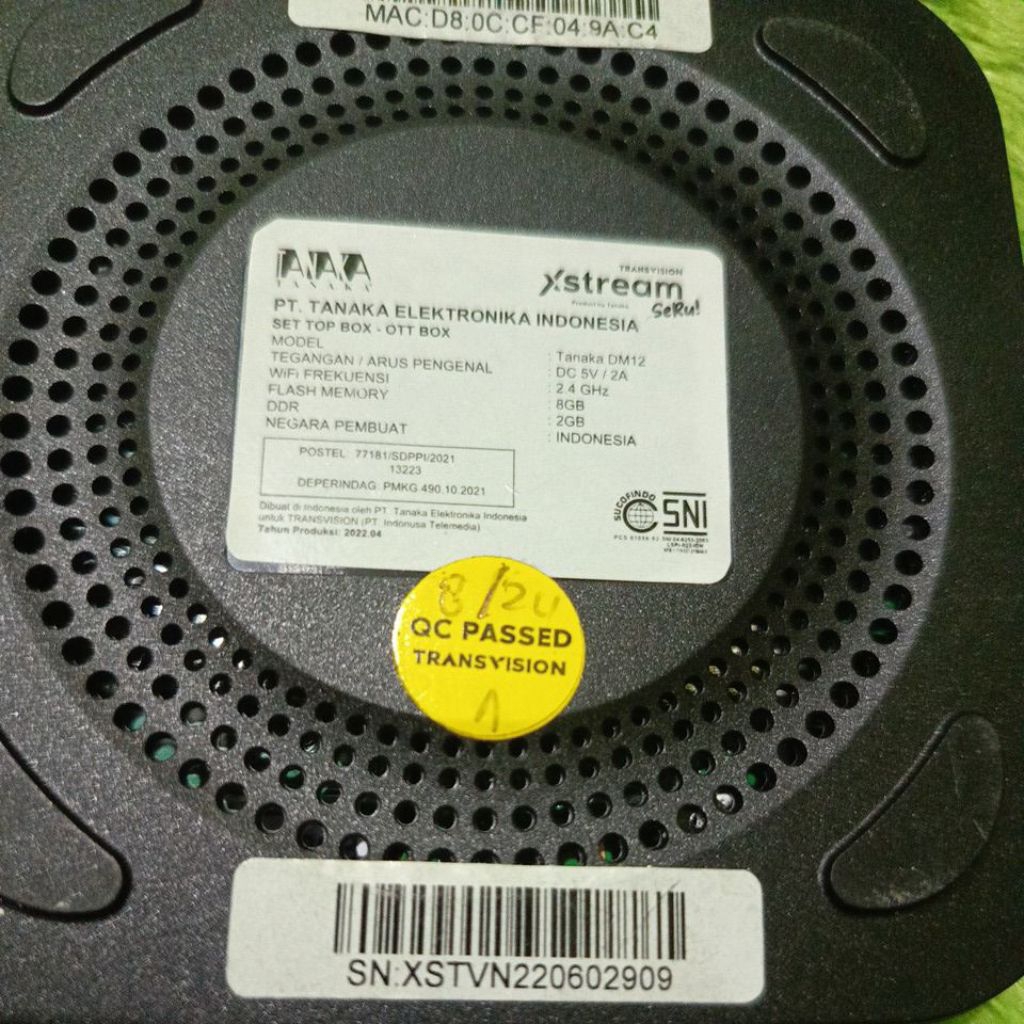 MAC:D8:0C:CF:04:9A:C4
TANAKA
TRANSVISION
Xstream
Seru!
PT. TANAKA ELEKTRONIKA INDONESIA
SET TOP BOX - OTT BOX
MODEL : Tanaka DM12
TEGANGAN / ARUS PENGENAL : DC 5V / 2A
WiFi FREKUENSI : 2.4 GHz
FLASH MEMORY : 8GB
DDR : 2GB
NEGARA PEMBUAT : INDONESIA
POSTEL 77181/SDPPI/2021
13223
DEPERINDAG PMKG.490.10.2021
Dibuat di Indonesia oleh PT. Tanaka Elektronika Indonesia
untuk TRANSVISION (PT. Indonusa Telemedia)
Tahun Produksi: 2022.04
SUCOFINDO
SNI
QC PASSED
TRANSVISION
SN:XSTVN220602909